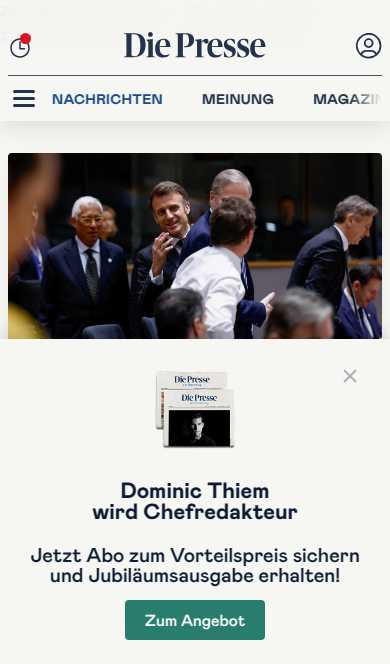 Die Presse
NACHRICHTEN MEINUNG MAGAZIN
Die Presse
Die Presse
Dominic Thiem
wird Chefredakteur
Jetzt Abo zum Vorteilspreis sichern
und Jubiläumsausgabe erhalten!
Zum Angebot